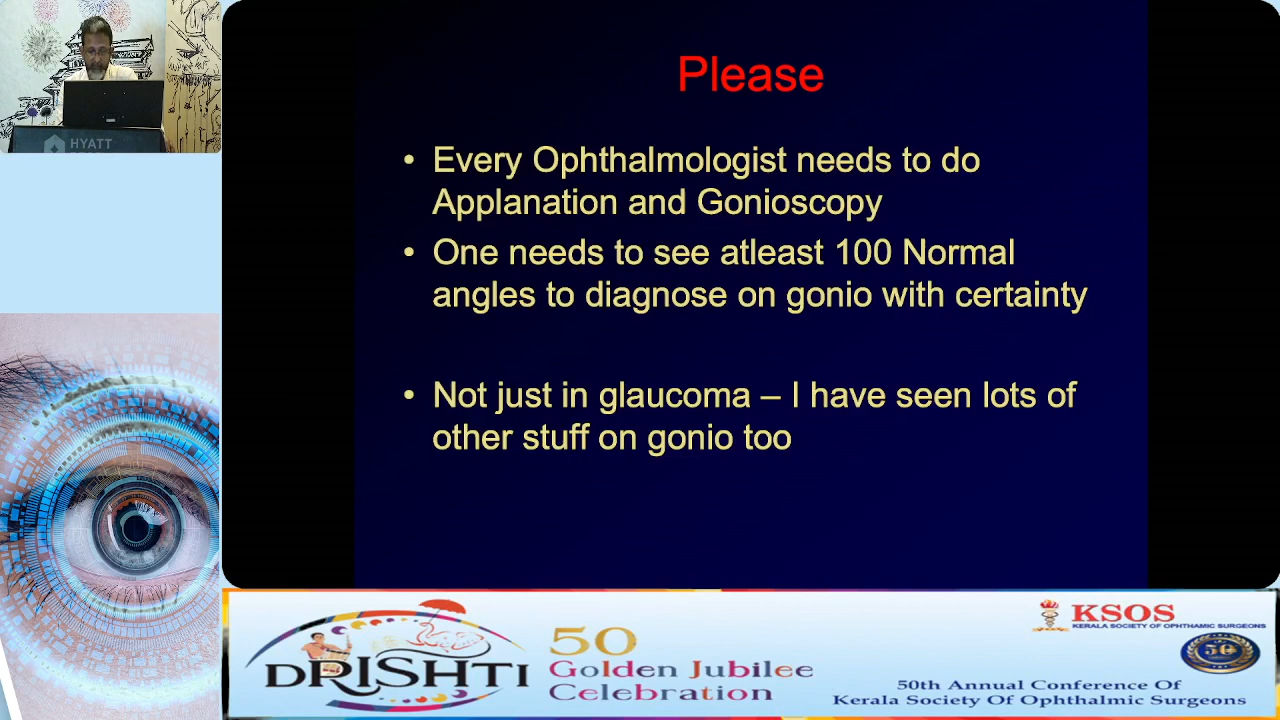 HYATT
Please
• Every Ophthalmologist needs to do
Applanation and Gonioscopy
• One needs to see atleast 100 Normal
angles to diagnose on gonio with certainty
• Not just in glaucoma – I have seen lots of
other stuff on gonio too
DRISHTI
50
Golden Jubilee
Celebration
KSOS
KERALA SOCIETY OF OPHTHAMIC SURGEONS
50
50th Annual Conference Of
Kerala Society Of Ophthalmic Surgeons